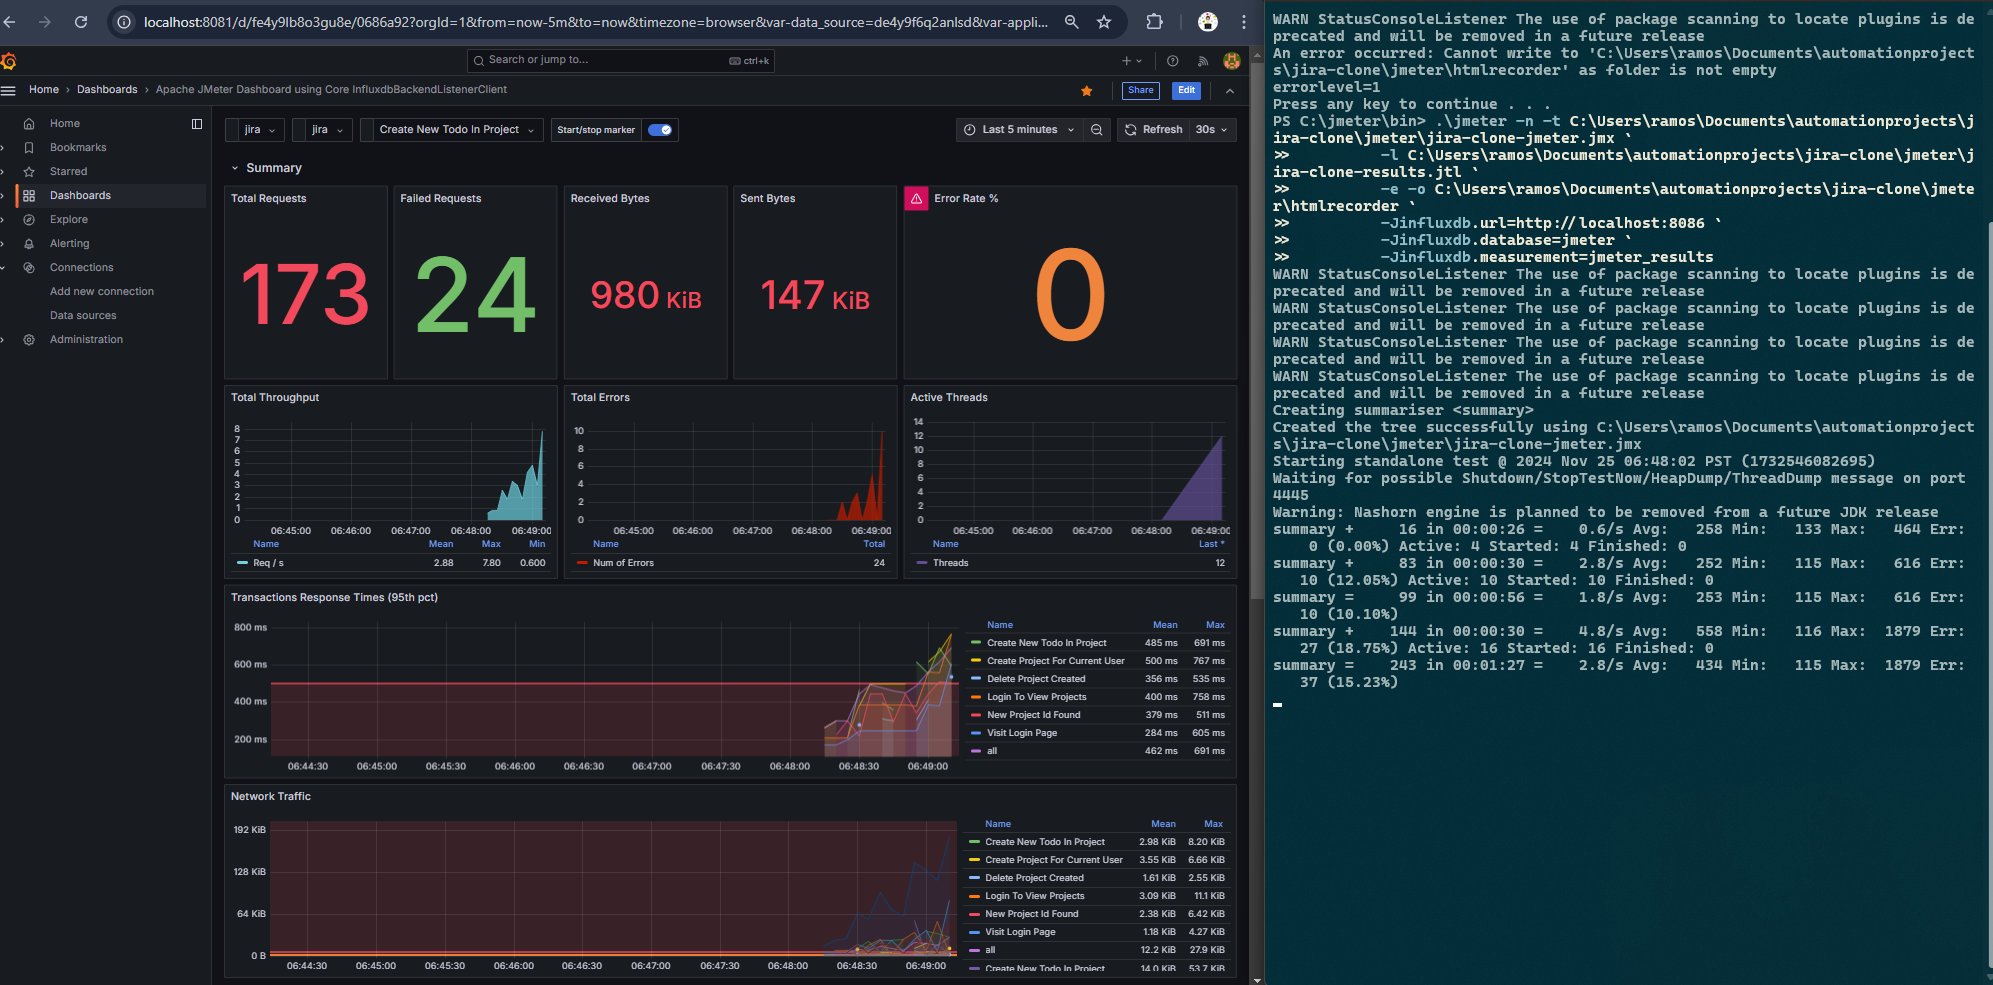 localhost:8081/d/fe4y9lb8o3gu8e/0686a92?orgId=1&from=now-5m&to=now&timezone=browser&var-data_source=de4y9f6q2anlsd&var-appli...
Search or jump to...
ctrl+k
Home › Dashboards › Apache JMeter Dashboard using Core InfluxdbBackendListenerClient
Share
Edit
Home
Bookmarks
Starred
Dashboards
Explore
Alerting
Connections
Add new connection
Data sources
Administration
jira
jira
Create New Todo In Project
Start/stop marker
Last 5 minutes
Refresh
30s
Summary
Total Requests
173
Failed Requests
24
Received Bytes
980 KiB
Sent Bytes
147 KiB
Error Rate %
0
Total Throughput
8
7
6
5
4
3
2
1
0
06:45:00 06:46:00 06:47:00 06:48:00 06:49:00
Name Mean Max Min
Req / s 2.88 7.80 0.600
Total Errors
10
8
6
4
2
0
06:45:00 06:46:00 06:47:00 06:48:00 06:49:00
Name Total
Num of Errors 24
Active Threads
14
12
10
8
6
4
2
0
06:45:00 06:46:00 06:47:00 06:48:00 06:49:00
Name Last *
Threads 12
Transactions Response Times (95th pct)
800 ms
600 ms
400 ms
200 ms
06:44:30 06:45:00 06:45:30 06:46:00 06:46:30 06:47:00 06:47:30 06:48:00 06:48:30 06:49:00
Name Mean Max
Create New Todo In Project 485 ms 691 ms
Create Project For Current User 500 ms 767 ms
Delete Project Created 356 ms 535 ms
Login To View Projects 400 ms 758 ms
New Project Id Found 379 ms 511 ms
Visit Login Page 284 ms 605 ms
all 462 ms 691 ms
Network Traffic
192 KiB
128 KiB
64 KiB
0 B
06:44:30 06:45:00 06:45:30 06:46:00 06:46:30 06:47:00 06:47:30 06:48:00 06:48:30 06:49:00
Name Mean Max
Create New Todo In Project 2.98 KiB 8.20 KiB
Create Project For Current User 3.55 KiB 6.66 KiB
Delete Project Created 1.61 KiB 2.55 KiB
Login To View Projects 3.09 KiB 11.1 KiB
New Project Id Found 2.38 KiB 6.42 KiB
Visit Login Page 1.18 KiB 4.27 KiB
all 12.2 KiB 27.9 KiB
Create New Todo In Project 14.0 KiB 53.7 KiB
WARN StatusConsoleListener The use of package scanning to locate plugins is de
precated and will be removed in a future release
An error occurred: Cannot write to 'C:\Users\ramos\Documents\automationproject
s\jira-clone\jmeter\htmlrecorder' as folder is not empty
errorlevel=1
Press any key to continue . . .
PS C:\jmeter\bin> .\jmeter -n -t C:\Users\ramos\Documents\automationprojects\j
ira-clone\jmeter\jira-clone-jmeter.jmx `
>> -l C:\Users\ramos\Documents\automationprojects\jira-clone\jmeter\j
ira-clone-results.jtl `
>> -e -o C:\Users\ramos\Documents\automationprojects\jira-clone\jmete
r\htmlrecorder `
>> -Jinfluxdb.url=http://localhost:8086 `
>> -Jinfluxdb.database=jmeter `
>> -Jinfluxdb.measurement=jmeter_results
WARN StatusConsoleListener The use of package scanning to locate plugins is de
precated and will be removed in a future release
WARN StatusConsoleListener The use of package scanning to locate plugins is de
precated and will be removed in a future release
WARN StatusConsoleListener The use of package scanning to locate plugins is de
precated and will be removed in a future release
WARN StatusConsoleListener The use of package scanning to locate plugins is de
precated and will be removed in a future release
Creating summariser <summary>
Created the tree successfully using C:\Users\ramos\Documents\automationproject
s\jira-clone\jmeter\jira-clone-jmeter.jmx
Starting standalone test @ 2024 Nov 25 06:48:02 PST (1732546082695)
Waiting for possible Shutdown/StopTestNow/HeapDump/ThreadDump message on port
4445
Warning: Nashorn engine is planned to be removed from a future JDK release
summary + 16 in 00:00:26 = 0.6/s Avg: 258 Min: 133 Max: 464 Err:
0 (0.00%) Active: 4 Started: 4 Finished: 0
summary + 83 in 00:00:30 = 2.8/s Avg: 252 Min: 115 Max: 616 Err:
10 (12.05%) Active: 10 Started: 10 Finished: 0
summary = 99 in 00:00:56 = 1.8/s Avg: 253 Min: 115 Max: 616 Err:
10 (10.10%)
summary + 144 in 00:00:30 = 4.8/s Avg: 558 Min: 116 Max: 1879 Err:
27 (18.75%) Active: 16 Started: 16 Finished: 0
summary = 243 in 00:01:27 = 2.8/s Avg: 434 Min: 115 Max: 1879 Err:
37 (15.23%)